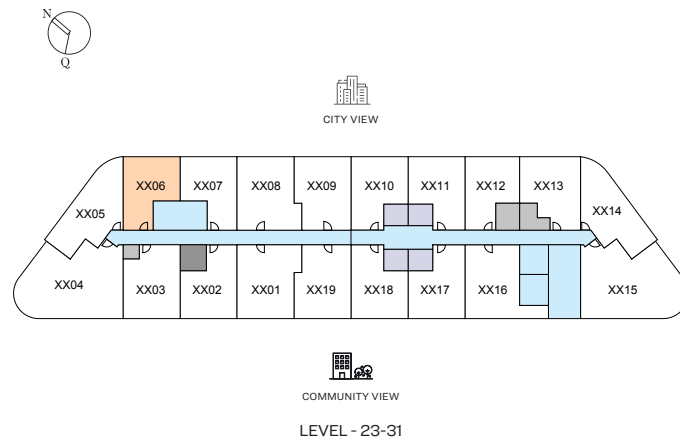 N
Q
CITY VIEW
XX06 XX07 XX08 XX09 XX10 XX11 XX12 XX13
XX05 XX14
XX04 XX03 XX02 XX01 XX19 XX18 XX17 XX16 XX15
COMMUNITY VIEW
LEVEL - 23-31